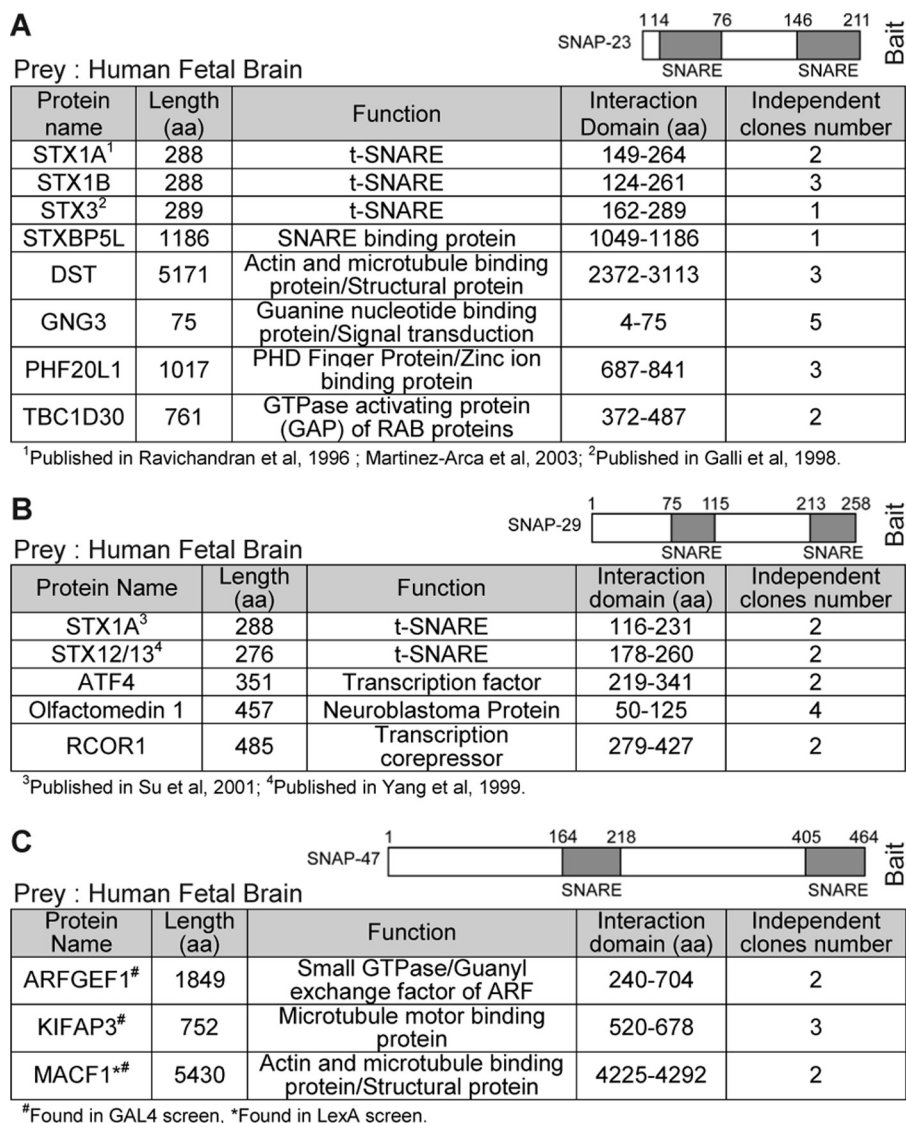 A
1 14 76 146 211
SNAP-23
SNARE SNARE
Bait
Prey : Human Fetal Brain
Protein name | Length (aa) | Function | Interaction Domain (aa) | Independent clones number
STX1A1 | 288 | t-SNARE | 149-264 | 2
STX1B | 288 | t-SNARE | 124-261 | 3
STX32 | 289 | t-SNARE | 162-289 | 1
STXBP5L | 1186 | SNARE binding protein | 1049-1186 | 1
DST | 5171 | Actin and microtubule binding protein/Structural protein | 2372-3113 | 3
GNG3 | 75 | Guanine nucleotide binding protein/Signal transduction | 4-75 | 5
PHF20L1 | 1017 | PHD Finger Protein/Zinc ion binding protein | 687-841 | 3
TBC1D30 | 761 | GTPase activating protein (GAP) of RAB proteins | 372-487 | 2
1Published in Ravichandran et al, 1996 ; Martinez-Arca et al, 2003; 2Published in Galli et al, 1998.
B
1 75 115 213 258
SNAP-29
SNARE SNARE
Bait
Prey : Human Fetal Brain
Protein Name | Length (aa) | Function | Interaction domain (aa) | Independent clones number
STX1A3 | 288 | t-SNARE | 116-231 | 2
STX12/134 | 276 | t-SNARE | 178-260 | 2
ATF4 | 351 | Transcription factor | 219-341 | 2
Olfactomedin 1 | 457 | Neuroblastoma Protein | 50-125 | 4
RCOR1 | 485 | Transcription corepressor | 279-427 | 2
3Published in Su et al, 2001; 4Published in Yang et al, 1999.
C
1 164 218 405 464
SNAP-47
SNARE SNARE
Bait
Prey : Human Fetal Brain
Protein Name | Length (aa) | Function | Interaction domain (aa) | Independent clones number
ARFGEF1# | 1849 | Small GTPase/Guanyl exchange factor of ARF | 240-704 | 2
KIFAP3# | 752 | Microtubule motor binding protein | 520-678 | 3
MACF1*# | 5430 | Actin and microtubule binding protein/Structural protein | 4225-4292 | 2
#Found in GAL4 screen, *Found in LexA screen.